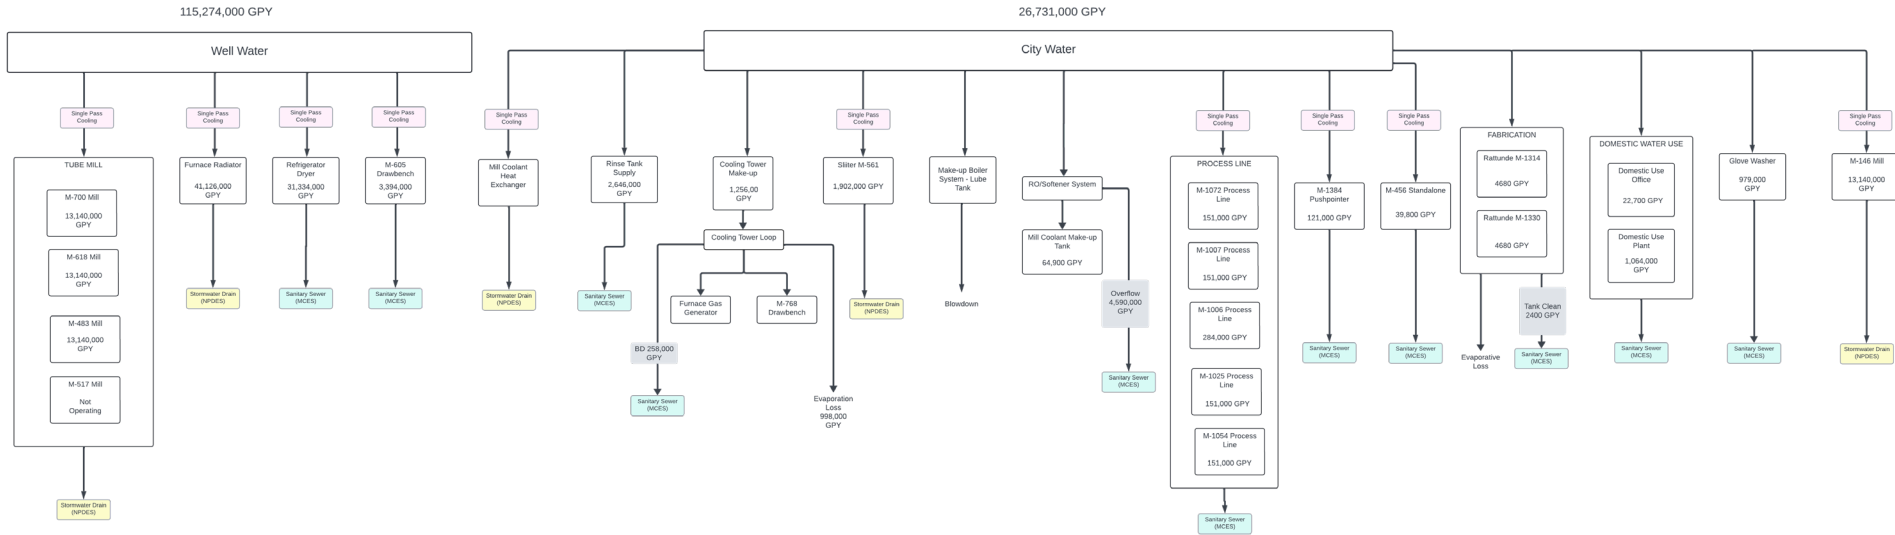 115,274,000 GPY
Well Water
Single Pass
Cooling
TUBE MILL
M-700 Mill
13,140,000
GPY
M-618 Mill
13,140,000
GPY
M-483 Mill
13,140,000
GPY
M-517 Mill
Not
Operating
Stormwater Drain
(NPDES)
Single Pass
Cooling
Furnace Radiator
41,126,000
GPY
Stormwater Drain
(NPDES)
Single Pass
Cooling
Refrigerator
Dryer
31,334,000
GPY
Sanitary Sewer
(MCES)
Single Pass
Cooling
M-605
Drawbench
3,394,000
GPY
Sanitary Sewer
(MCES)
26,731,000 GPY
City Water
Single Pass
Cooling
Mill Coolant
Heat
Exchanger
Stormwater Drain
(NPDES)
Rinse Tank
Supply
2,646,000
GPY
Sanitary Sewer
(MCES)
Cooling Tower
Make-up
1,256,00
GPY
Cooling Tower Loop
BD 258,000
GPY
Sanitary Sewer
(MCES)
Furnace Gas
Generator
M-768
Drawbench
Evaporation
Loss
998,000
GPY
Single Pass
Cooling
Sliiter M-561
1,902,000 GPY
Stormwater Drain
(NPDES)
Make-up Boiler
System - Lube
Tank
Blowdown
RO/Softener System
Mill Coolant Make-up
Tank
64,900 GPY
Overflow
4,590,000
GPY
Sanitary Sewer
(MCES)
Single Pass
Cooling
PROCESS LINE
M-1072 Process
Line
151,000 GPY
M-1007 Process
Line
151,000 GPY
M-1006 Process
Line
284,000 GPY
M-1025 Process
Line
151,000 GPY
M-1054 Process
Line
151,000 GPY
Sanitary Sewer
(MCES)
Single Pass
Cooling
M-1384
Pushpointer
121,000 GPY
Sanitary Sewer
(MCES)
Single Pass
Cooling
M-456 Standalone
39,800 GPY
Sanitary Sewer
(MCES)
FABRICATION
Rattunde M-1314
4680 GPY
Rattunde M-1330
4680 GPY
Evaporative
Loss
Tank Clean
2400 GPY
Sanitary Sewer
(MCES)
DOMESTIC WATER USE
Domestic Use
Office
22,700 GPY
Domestic Use
Plant
1,064,000
GPY
Sanitary Sewer
(MCES)
Glove Washer
979,000
GPY
Sanitary Sewer
(MCES)
Single Pass
Cooling
M-146 Mill
13,140,000
GPY
Stormwater Drain
(NPDES)